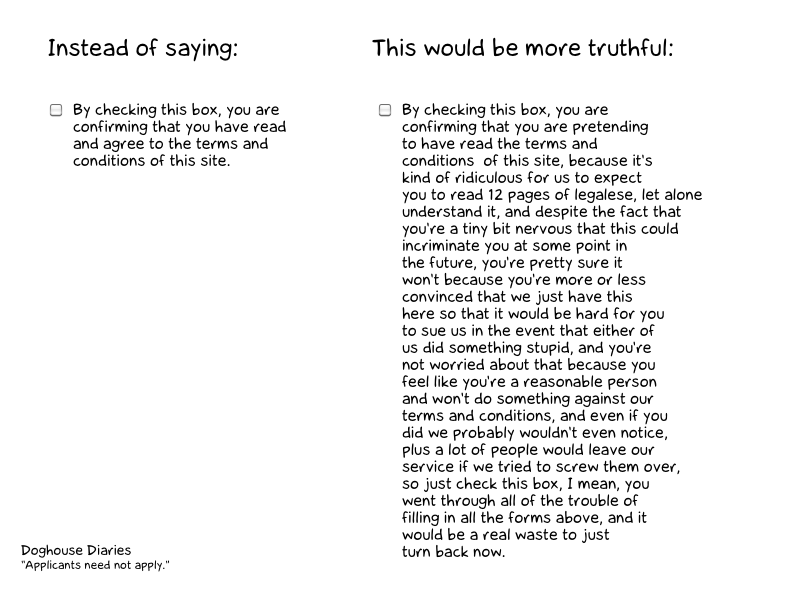 Instead of saying:
By checking this box, you are
confirming that you have read
and agree to the terms and
conditions of this site.
This would be more truthful:
By checking this box, you are
confirming that you are pretending
to have read the terms and
conditions  of this site, because it's
kind of ridiculous for us to expect
you to read 12 pages of legalese, let alone
understand it, and despite the fact that
you're a tiny bit nervous that this could
incriminate you at some point in
the future, you're pretty sure it
won't because you're more or less
convinced that we just have this
here so that it would be hard for you
to sue us in the event that either of
us did something stupid, and you're
not worried about that because you
feel like you're a reasonable person
and won't do something against our
terms and conditions, and even if you
did we probably wouldn't even notice,
plus a lot of people would leave our
service if we tried to screw them over,
so just check this box, I mean, you
went through all of the trouble of
filling in all the forms above, and it
would be a real waste to just
turn back now.
Doghouse Diaries
"Applicants need not apply."